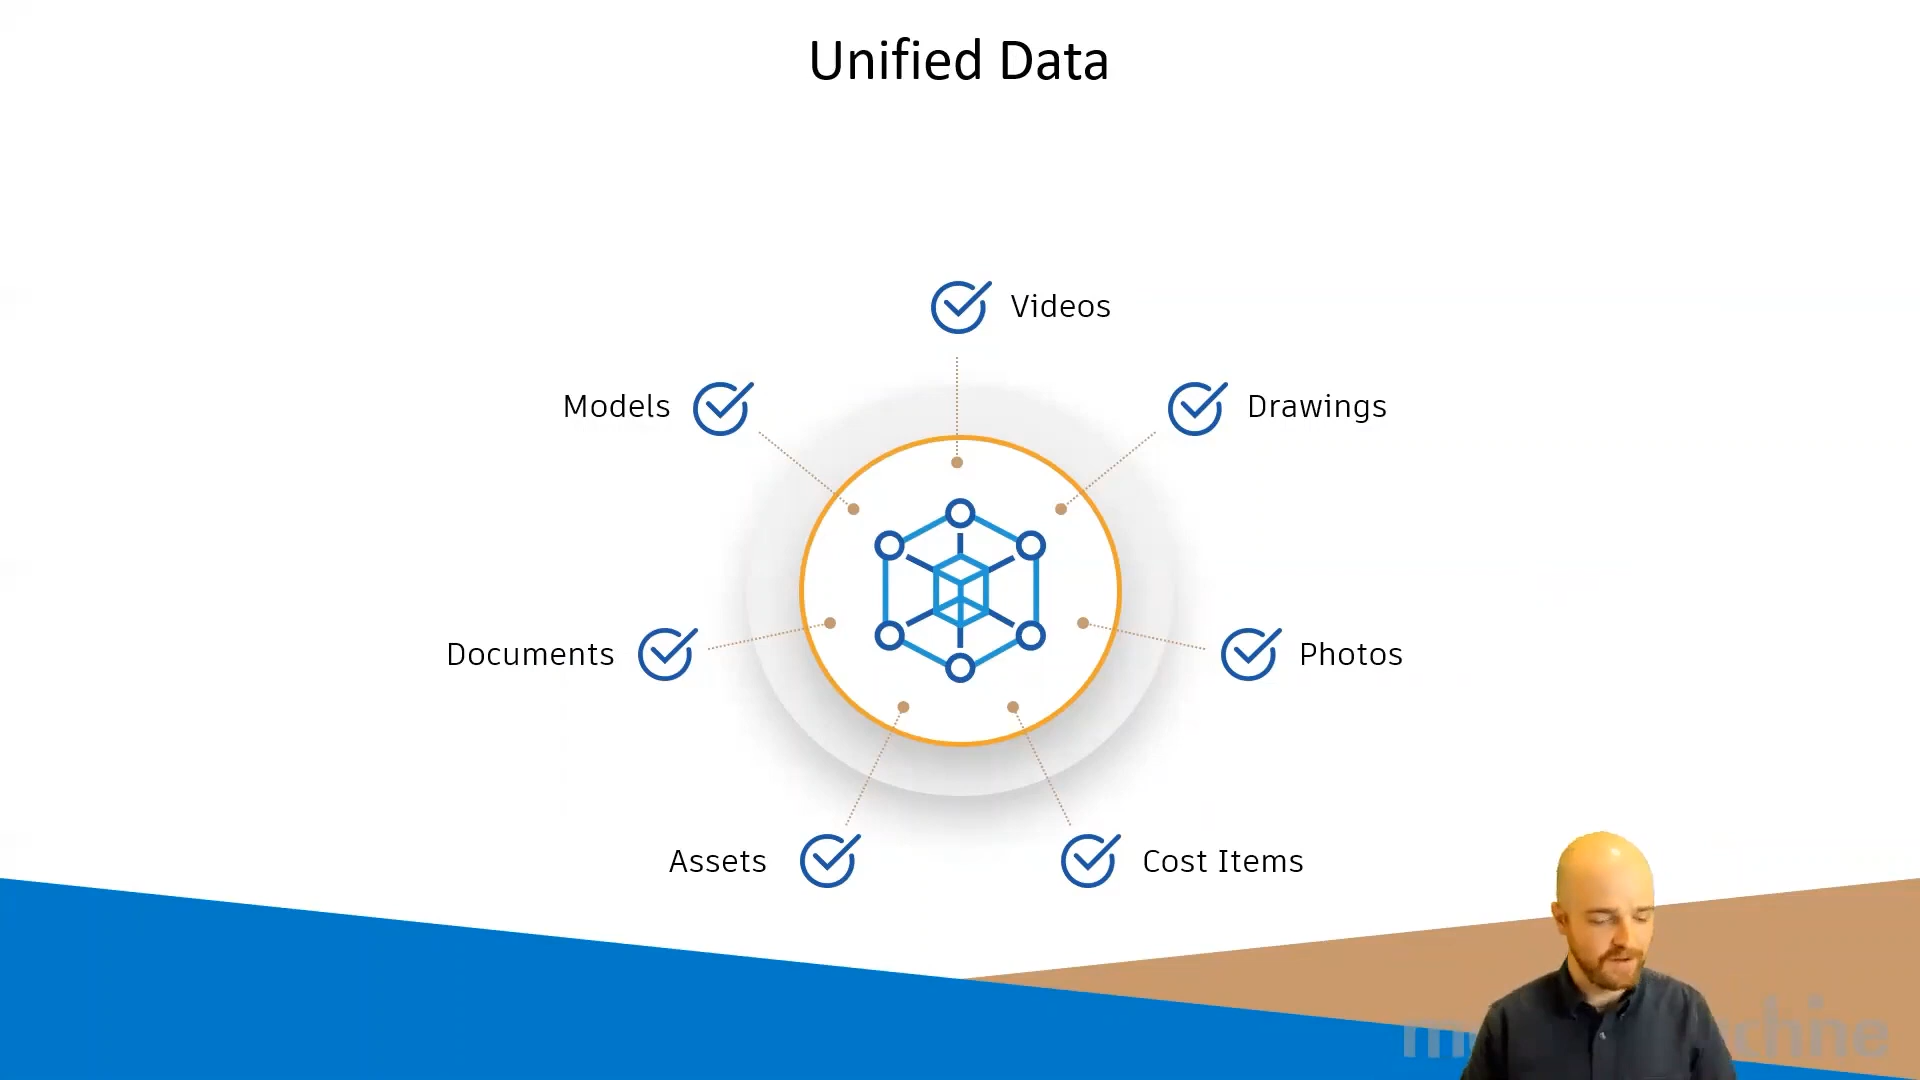 Unified Data
Videos
Models
Drawings
Documents
Photos
Assets
Cost Items